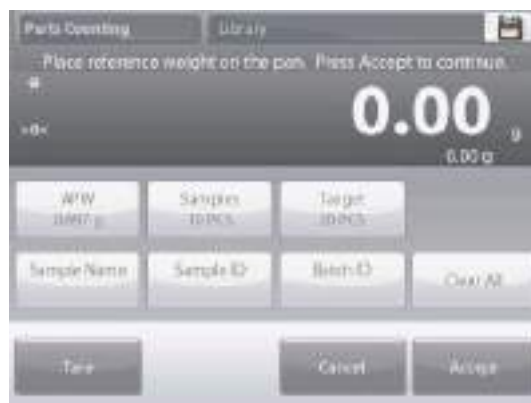 Parts Counting Library
Place reference weight on the pan. Press Accept to continue.
0.00 g
0.00 g
APW Samples Target
10 PCS
Sample Name Sample ID Batch ID Clear All
Tare Cancel Accept